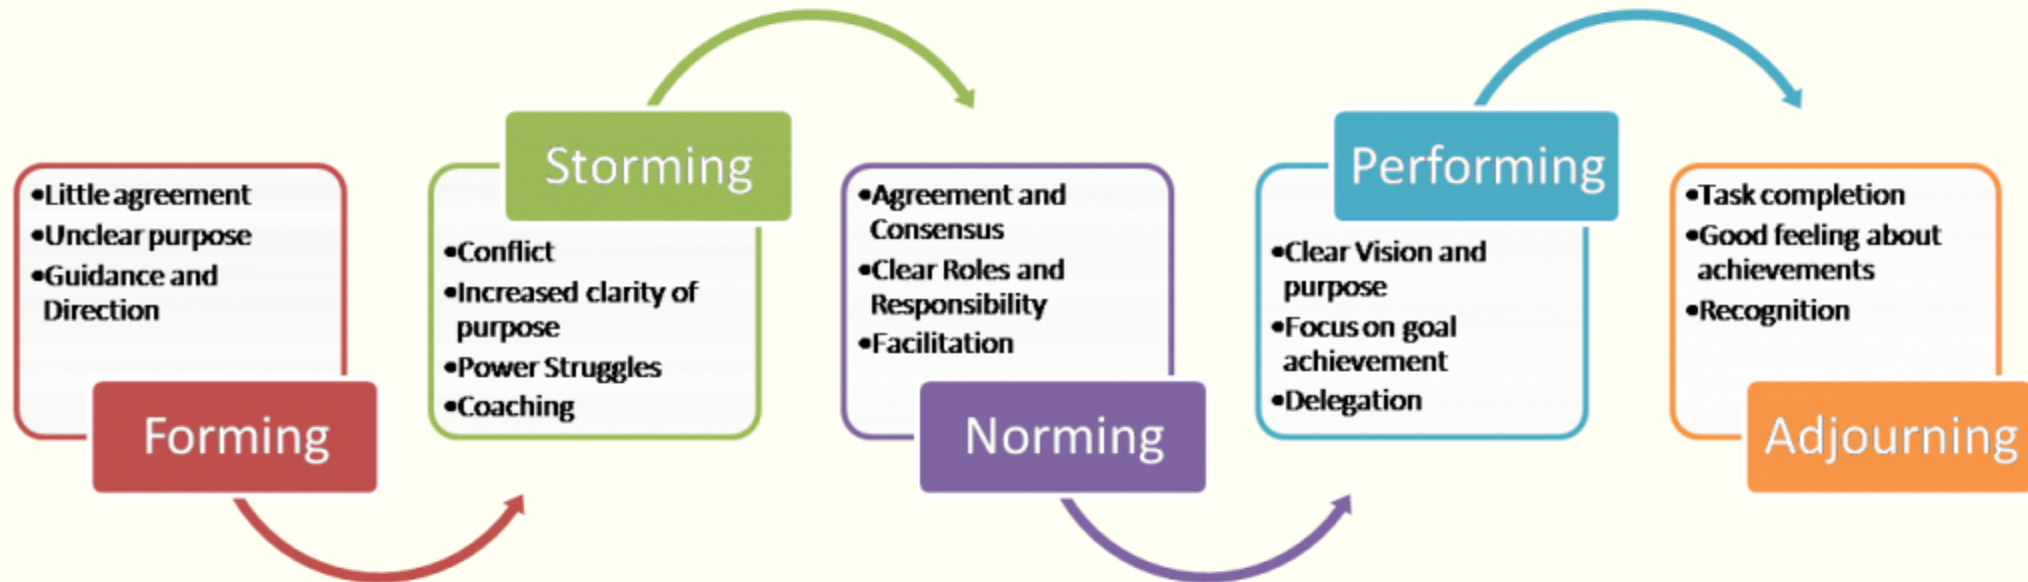 •Little agreement
•Unclear purpose
•Guidance and
Direction
Forming
Storming
•Conflict
•Increased clarity of
purpose
•Power Struggles
•Coaching
•Agreement and
Consensus
•Clear Roles and
Responsibility
•Facilitation
Norming
Performing
•Clear Vision and
purpose
•Focus on goal
achievement
•Delegation
•Task completion
•Good feeling about
achievements
•Recognition
Adjourning